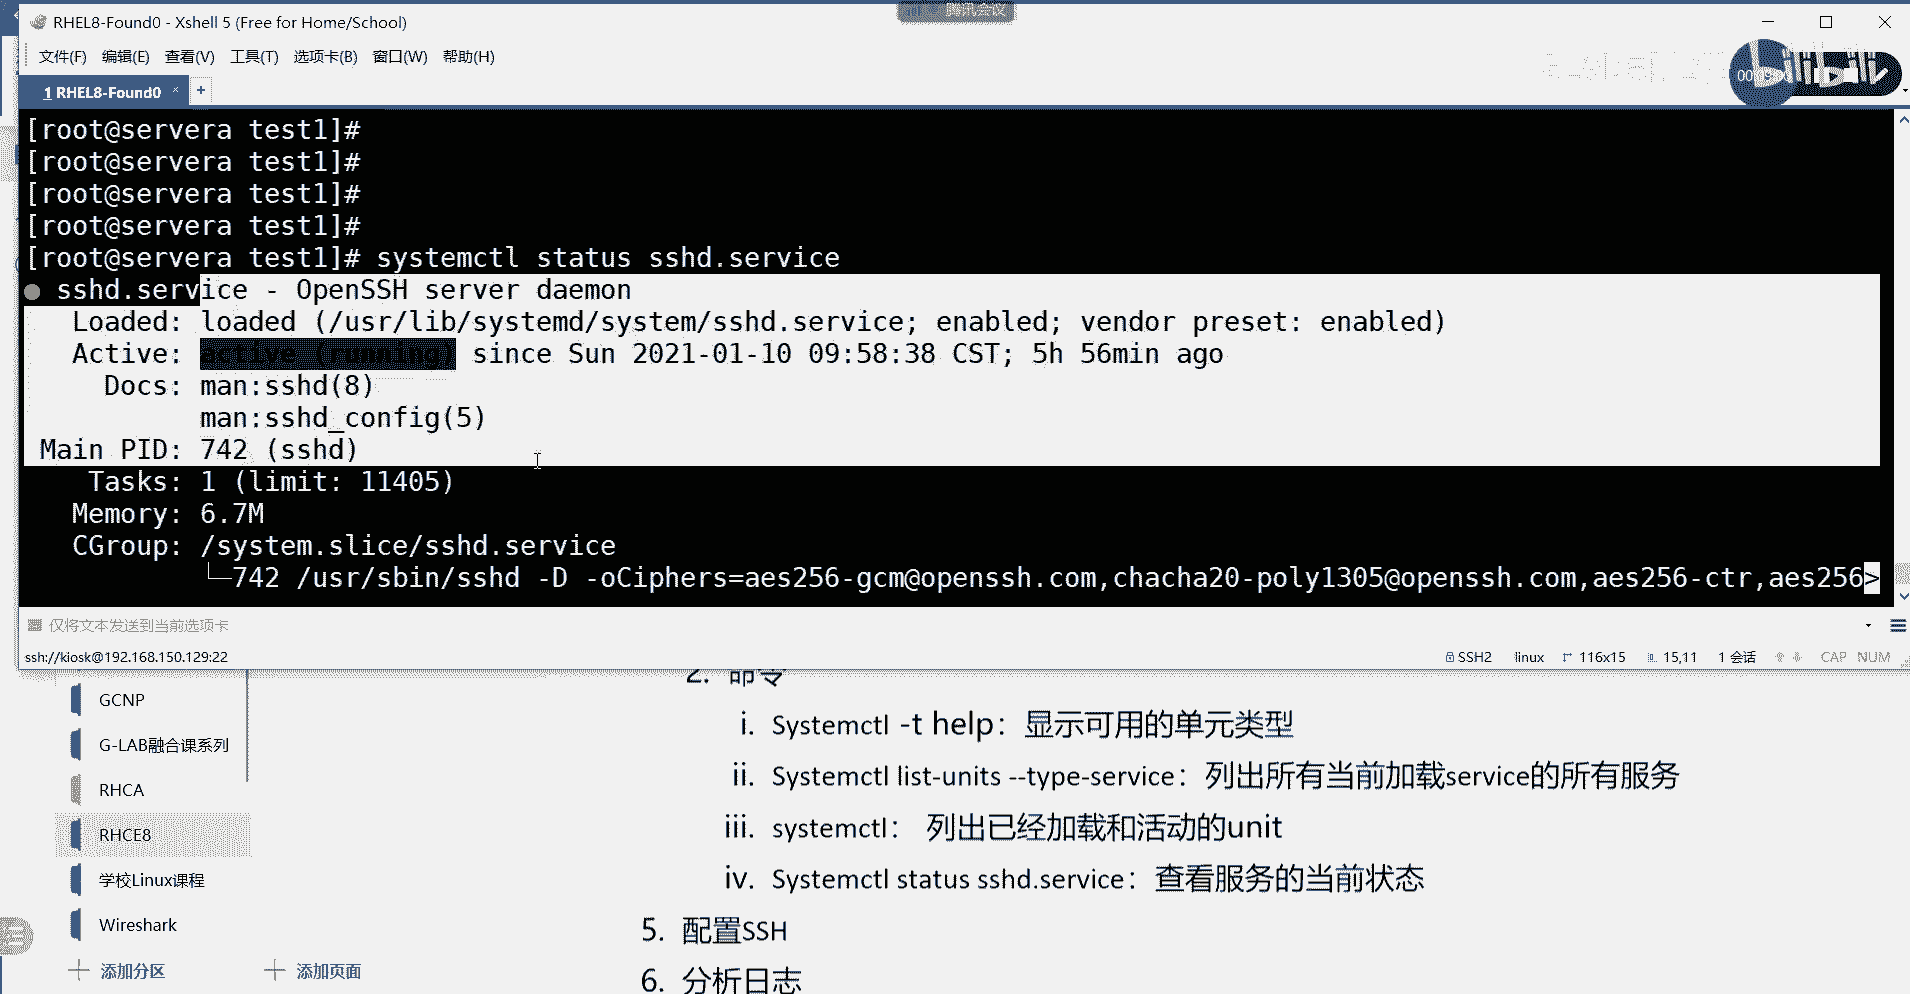 腾讯会议
RHEL8-Found0 - Xshell 5 (Free for Home/School)
文件(F) 编辑(E) 查看(V) 工具(T) 选项卡(B) 窗口(W) 帮助(H)
bilibili
1 RHEL8-Found0 × +
[root@servera test1]#
[root@servera test1]#
[root@servera test1]#
[root@servera test1]#
[root@servera test1]# systemctl status sshd.service
● sshd.service - OpenSSH server daemon
Loaded: loaded (/usr/lib/systemd/system/sshd.service; enabled; vendor preset: enabled)
Active: active (running) since Sun 2021-01-10 09:58:38 CST; 5h 56min ago
Docs: man:sshd(8)
man:sshd_config(5)
Main PID: 742 (sshd)
Tasks: 1 (limit: 11405)
Memory: 6.7M
CGroup: /system.slice/sshd.service
└─742 /usr/sbin/sshd -D -oCiphers=aes256-gcm@openssh.com,chacha20-poly1305@openssh.com,aes256-ctr,aes256>
仅将文本发送到当前选项卡
ssh://kiosk@192.168.150.129:22 SSH2 linux 116x15 15,11 1 会话 CAP NUM
2. 命令
GCNP
i. Systemctl -t help：显示可用的单元类型
G-LAB融合课系列
ii. Systemctl list-units --type-service：列出所有当前加载service的所有服务
RHCA
iii. systemctl： 列出已经加载和活动的unit
RHCE8
iv. Systemctl status sshd.service：查看服务的当前状态
学校Linux课程
Wireshark
5. 配置SSH
添加分区 添加页面
6. 分析日志